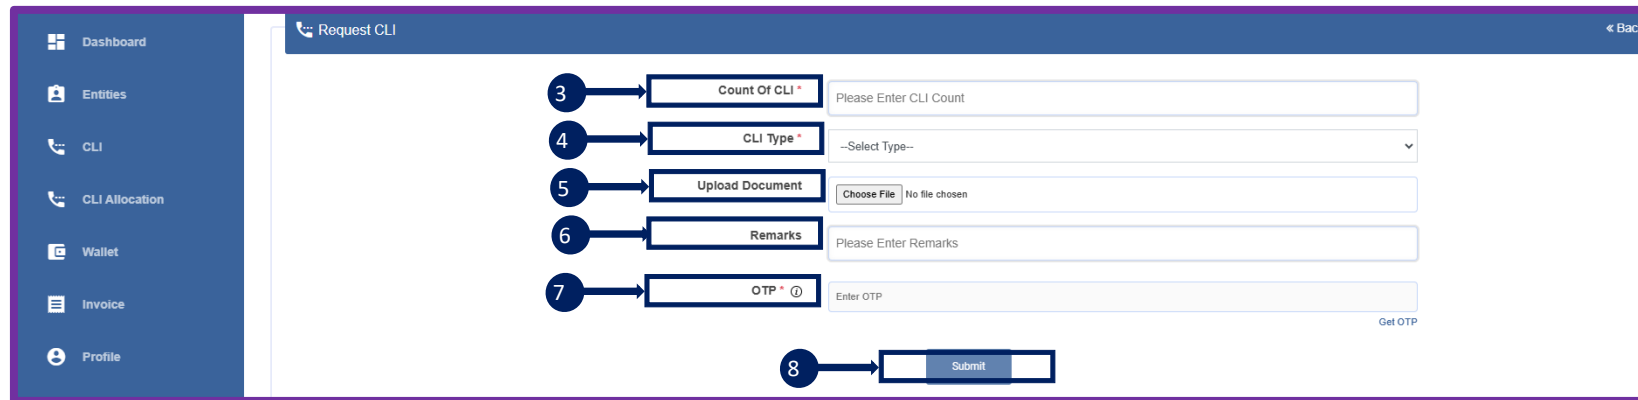 Dashboard
Entities
CLI
CLI Allocation
Wallet
Invoice
Profile
Request CLI
« Bac
3
Count Of CLI *
Please Enter CLI Count
4
CLI Type *
--Select Type--
5
Upload Document
Choose File No file chosen
6
Remarks
Please Enter Remarks
7
OTP * i
Enter OTP
Get OTP
8
Submit